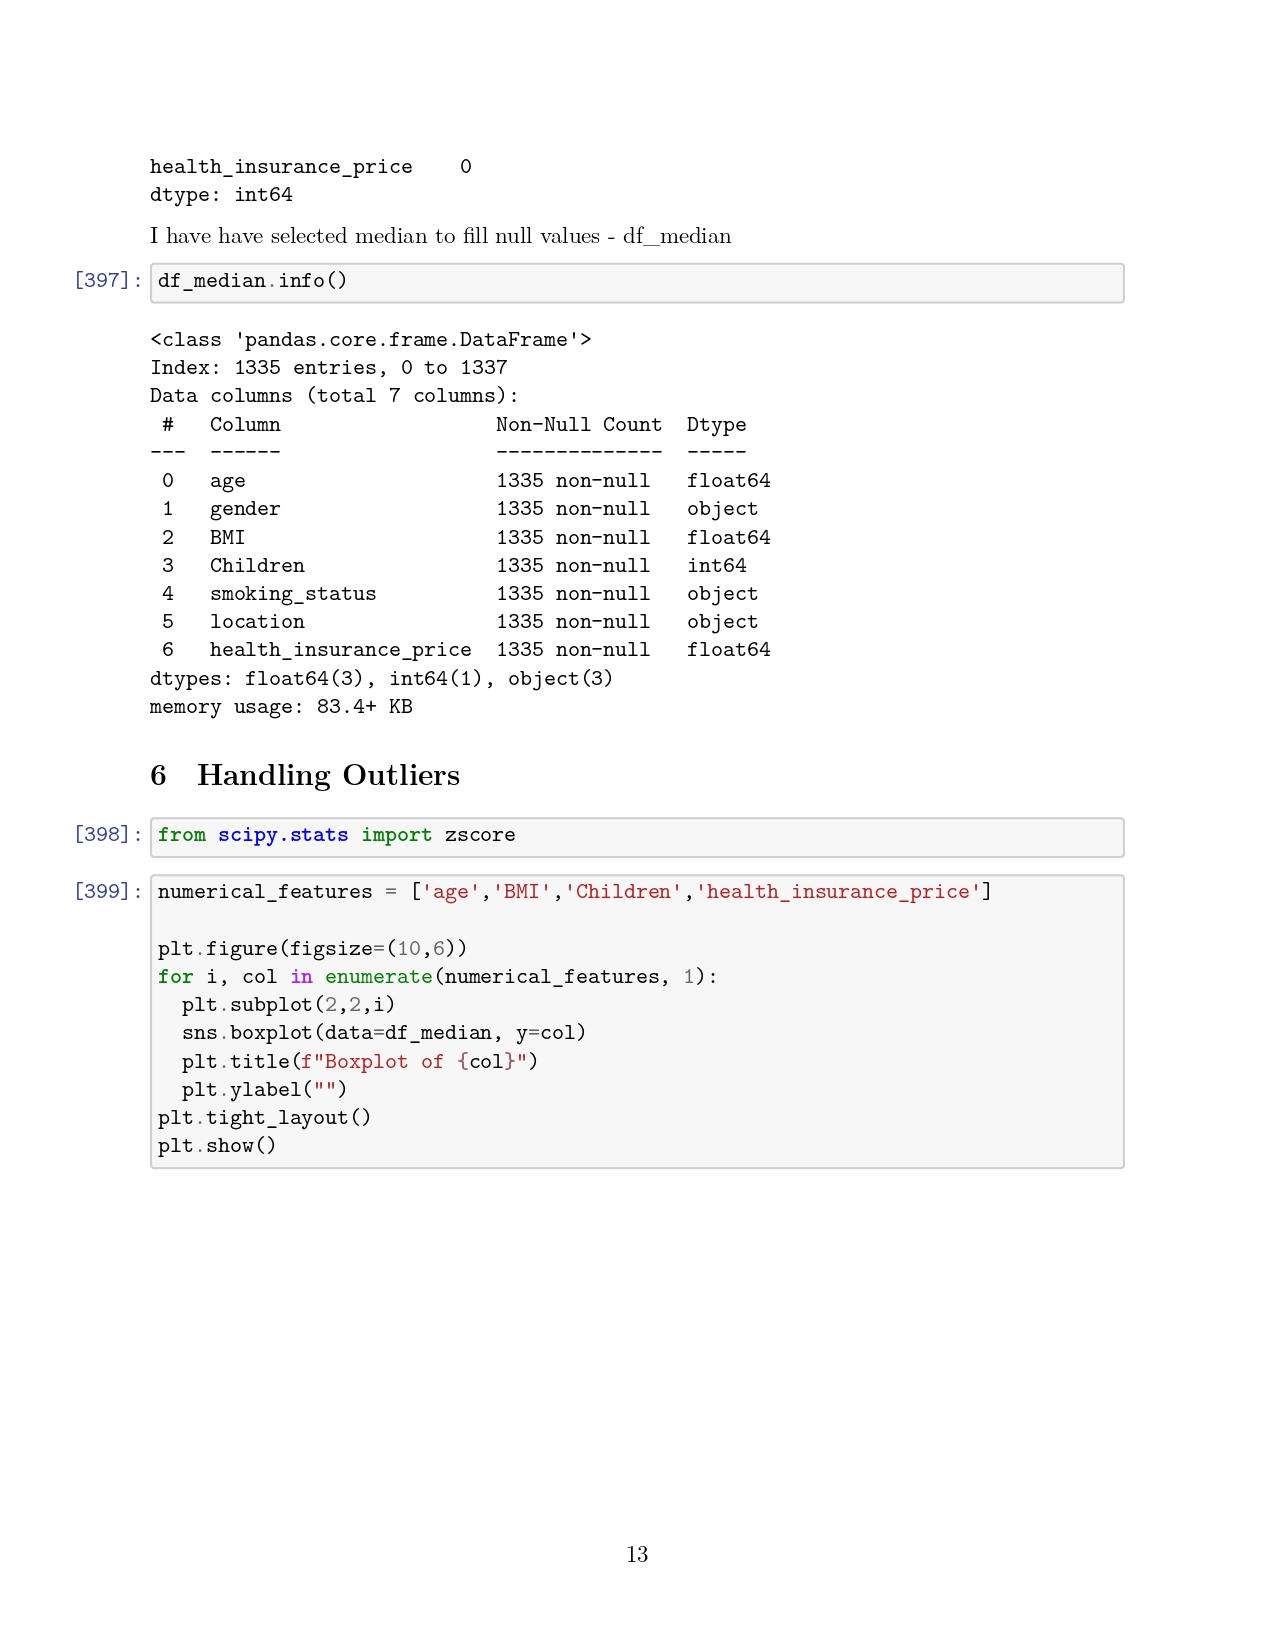 health_insurance_price    0
dtype: int64
I have have selected median to fill null values - df_median
[397]: df_median.info()
<class 'pandas.core.frame.DataFrame'>
Index: 1335 entries, 0 to 1337
Data columns (total 7 columns):
 #   Column                  Non-Null Count  Dtype
---  ------                  --------------  -----
 0   age                     1335 non-null   float64
 1   gender                  1335 non-null   object
 2   BMI                     1335 non-null   float64
 3   Children                1335 non-null   int64
 4   smoking_status          1335 non-null   object
 5   location                1335 non-null   object
 6   health_insurance_price  1335 non-null   float64
dtypes: float64(3), int64(1), object(3)
memory usage: 83.4+ KB
6 Handling Outliers
[398]: from scipy.stats import zscore
[399]: numerical_features = ['age','BMI','Children','health_insurance_price']
plt.figure(figsize=(10,6))
for i, col in enumerate(numerical_features, 1):
  plt.subplot(2,2,i)
  sns.boxplot(data=df_median, y=col)
  plt.title(f"Boxplot of {col}")
  plt.ylabel("")
plt.tight_layout()
plt.show()
13